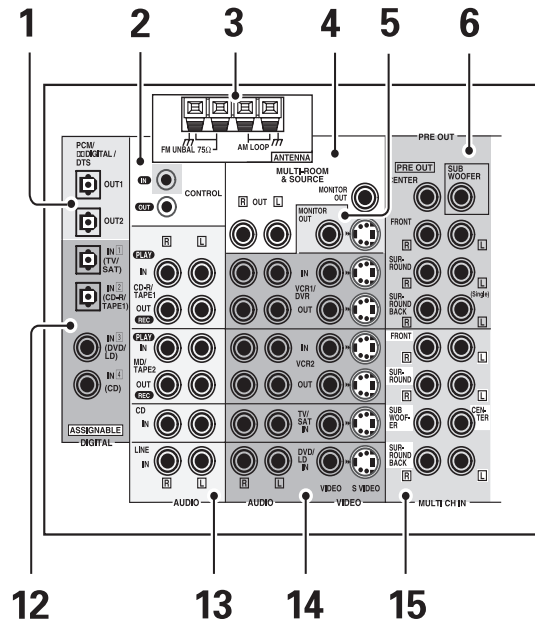 1 2 3 4 5 6
FM UNBAL 75Ω AM LOOP
ANTENNA
PCM/
DIGITAL /
DTS
OUT1
OUT2
IN 1
(TV/
SAT)
IN 2
(CD-R/
TAPE1)
IN 3
(DVD/
LD)
IN 4
(CD)
ASSIGNABLE
DIGITAL
IN
OUT
CONTROL
R L
PLAY
IN
CD-R/
TAPE1
OUT
REC
PLAY
IN
MD/
TAPE2
OUT
REC
CD
IN
LINE
IN
R L
AUDIO
MULTI-ROOM
& SOURCE
R OUT L
MONITOR
OUT
MONITOR
OUT
IN
VCR1/
DVR
OUT
IN
VCR2
OUT
TV/
SAT
IN
DVD/
LD
IN
R L
AUDIO
VIDEO S VIDEO
VIDEO
PRE OUT
PRE OUT
CENTER
SUB
WOOFER
FRONT
R L
SUR-
ROUND
R L
SUR-
ROUND
BACK
R
(Single)
L
FRONT
R L
SUR-
ROUND
R L
SUB
WOOF-
ER
CEN-
TER
SUR-
ROUND
BACK
R L
MULTI CH IN
12 13 14 15